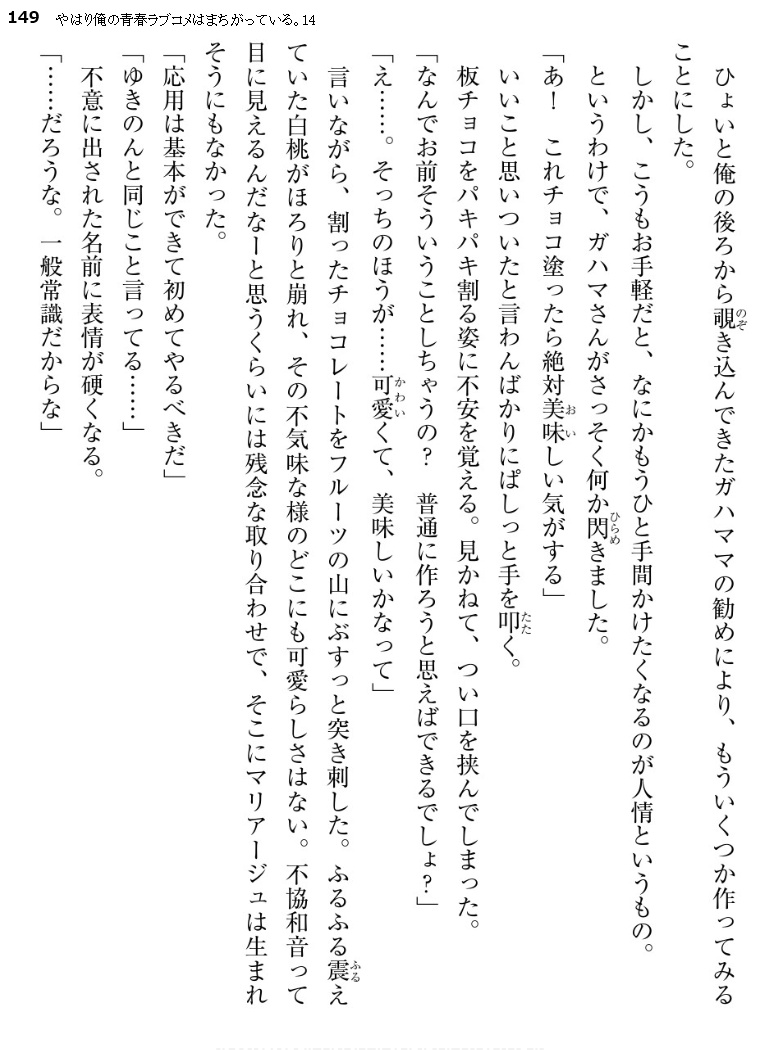 149 やはり俺の青春ラブコメはまちがっている。14
　ひょいと俺の後ろから覗き込んできたガハママの勧めにより、もういくつか作ってみる
ことにした。
　しかし、こうもお手軽だと、なにかもうひと手間かけたくなるのが人情というもの。
　というわけで、ガハマさんがさっそく何か閃きました。
「あ！　これチョコ塗ったら絶対美味しい気がする」
　いいこと思いついたと言わんばかりにぱしっと手を叩く。
　板チョコをパキパキ割る姿に不安を覚える。見かねて、つい口を挟んでしまった。
「なんでお前そういうことしちゃうの？　普通に作ろうと思えばできるでしょ？」
「え……。そっちのほうが……可愛くて、美味しいかなって」
　言いながら、割ったチョコレートをフルーツの山にぶすっと突き刺した。ふるふる震え
ていた白桃がほろりと崩れ、その不気味な様のどこにも可愛らしさはない。不協和音って
目に見えるんだなーと思うくらいには残念な取り合わせで、そこにマリアージュは生まれ
そうにもなかった。
「応用は基本ができて初めてやるべきだ」
「ゆきのんと同じこと言ってる……」
　不意に出された名前に表情が硬くなる。
「……だろうな。一般常識だからな」